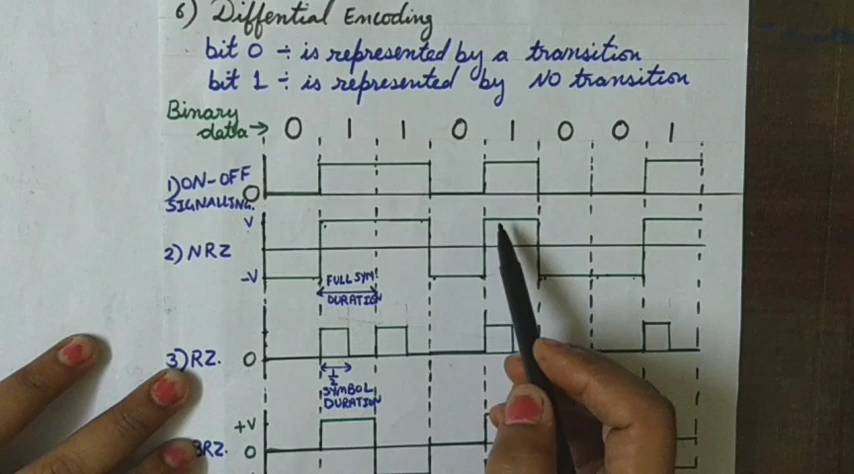 6) Diffential Encoding
bit 0 ÷ is represented by a transition
bit 1 ÷ is represented by NO transition
Binary
data → 0 1 1 0 1 0 0 1
1) ON-OFF
SIGNALLING. 0
V
2) NRZ
-V
FULL SYM!
DURATION
3) RZ. 0
1/2
SYMBOL
DURATION
+V
BRZ. 0